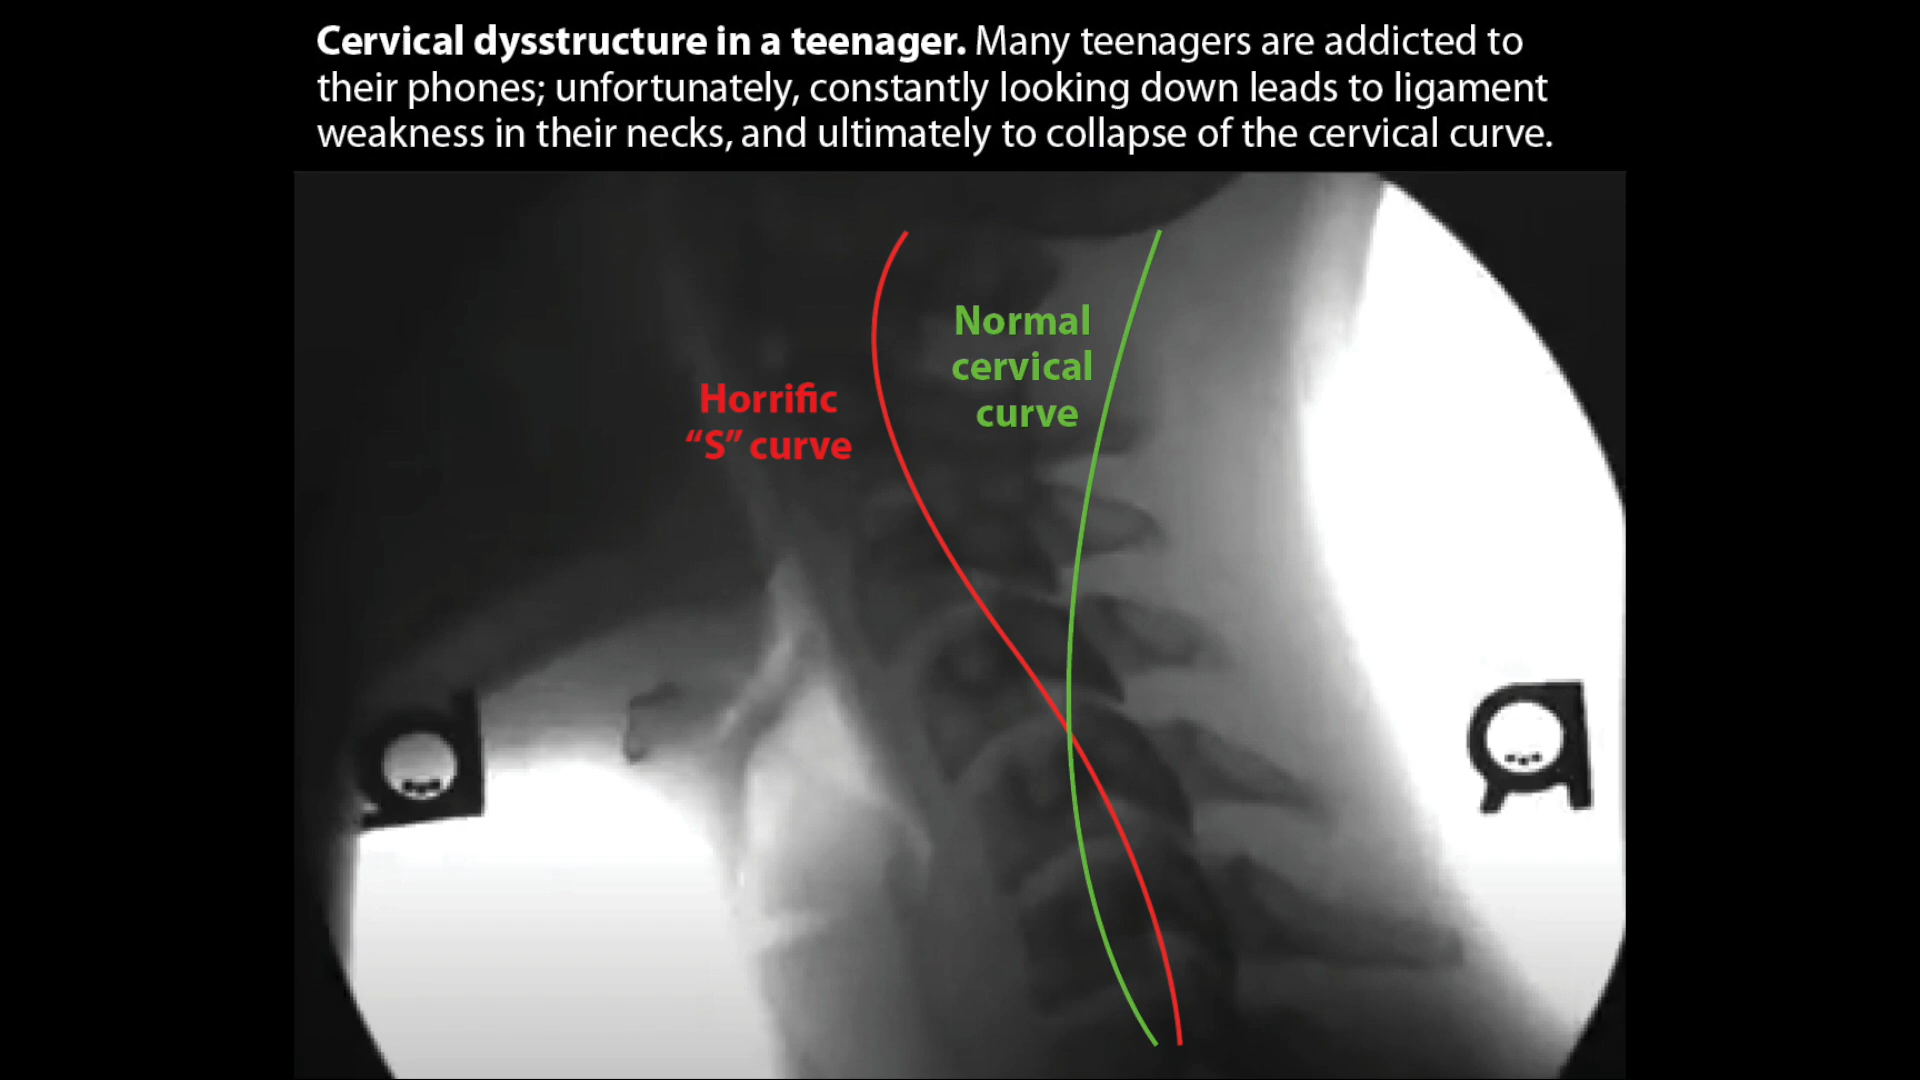 Cervical dysstructure in a teenager. Many teenagers are addicted to
their phones; unfortunately, constantly looking down leads to ligament
weakness in their necks, and ultimately to collapse of the cervical curve.
Normal
cervical
curve
Horrific
“S” curve